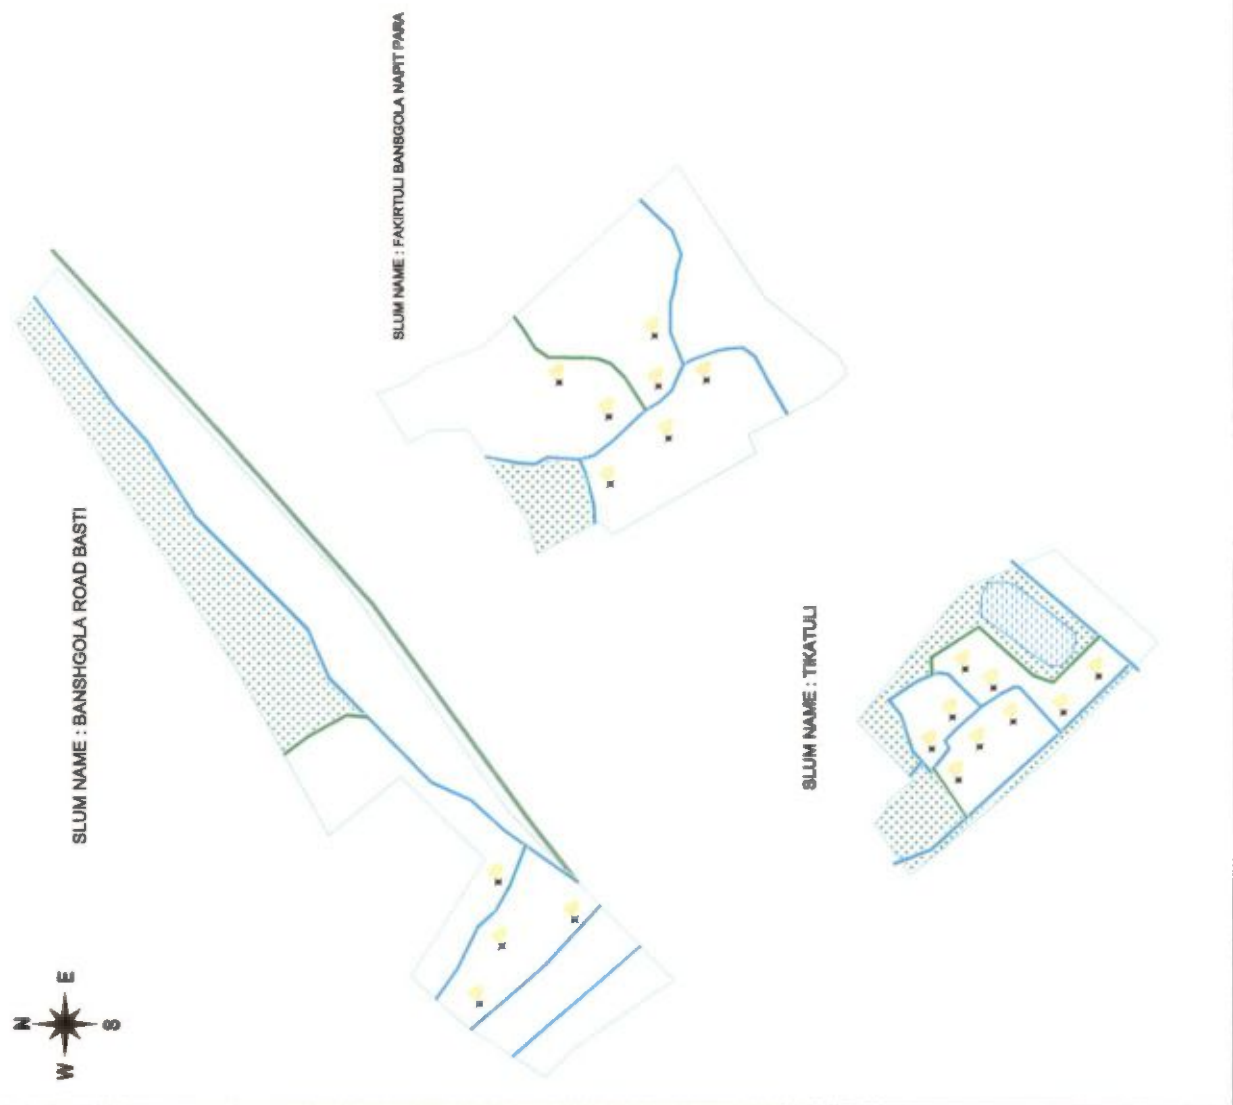 SLUM NAME : BANSHGOLA ROAD BASTI
SLUM NAME : FAKIRTULI BANSGOLA NAPIT PARA
SLUM NAME : TIKATULI
N
E
S
W